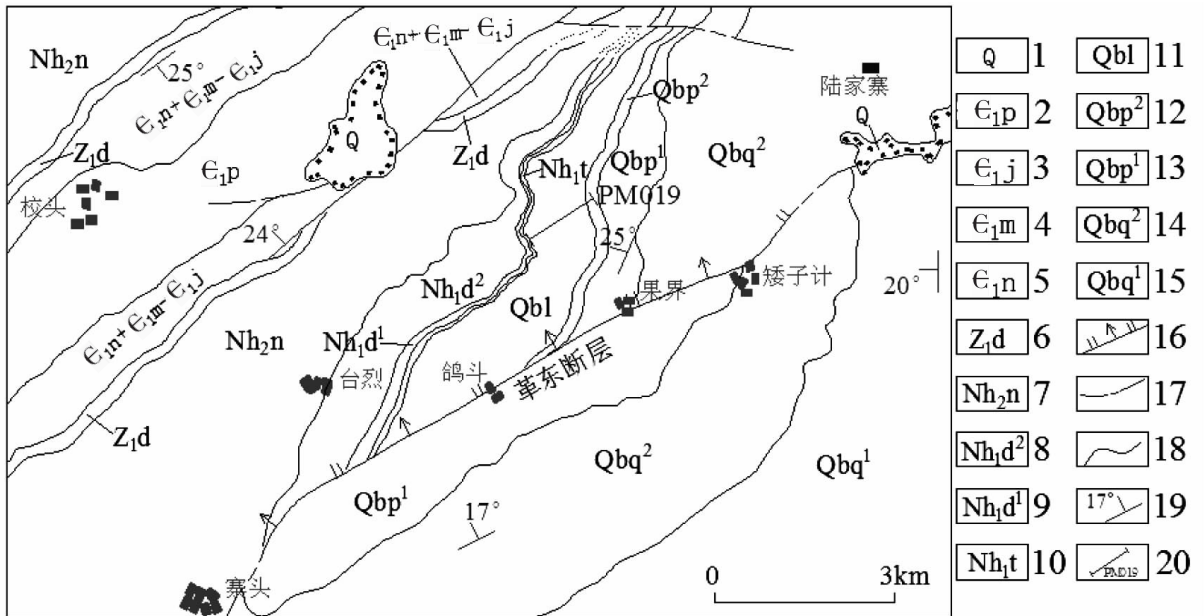 Nh₂n
25°
Є₁n+Є₁m-Є₁j
Z₁d
校头
Є₁p
Q
Є₁n+Є₁m-Є₁j
Z₁d
24°
Є₁n+Є₁m-Є₁j
Z₁d
Nh₂n
台烈
Nh₁d¹
Nh₁d²
Nh₁t
PM019
Qbl
Qbp²
Qbp¹
25°
Qbq²
陆家寨
Q
20°
果界
矮子计
鸽斗
革东断层
Qbp¹
Qbq²
Qbq¹
17°
寨头
0 3km
Q 1 Qbl 11
Є₁p 2 Qbp² 12
Є₁j 3 Qbp¹ 13
Є₁m 4 Qbq² 14
Є₁n 5 Qbq¹ 15
Z₁d 6 16
Nh₂n 7 17
Nh₁d² 8 18
Nh₁d¹ 9 17° 19
Nh₁t 10 PM019 20